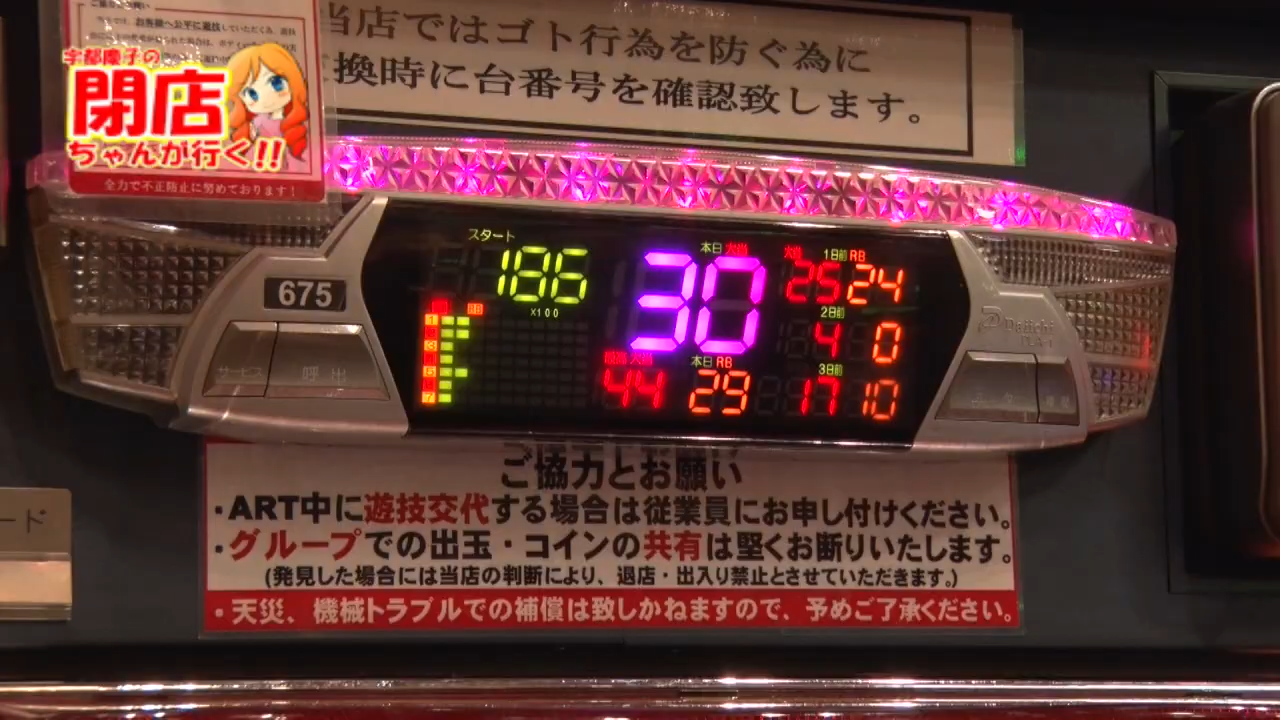 当店ではゴト行為を防ぐ為に
換時に台番号を確認致します。
宇都慶子の
閉店
ちゃんが行く!!
全力で不正防止に努めております!
スタート
186
X100
本日 大当
30
大当 1日前 RB
25 24
2日前
4 0
3日前
17 10
最高 大当
44
本日 RB
29
675
サービス
呼出
Daiichi
ご協力とお願い
・ART中に遊技交代する場合は従業員にお申し付けください。
・グループでの出玉・コインの共有は堅くお断りいたします。
(発見した場合には当店の判断により、退店・出入り禁止とさせていただきます。)
・天災、機械トラブルでの補償は致しかねますので、予めご了承ください。
ード